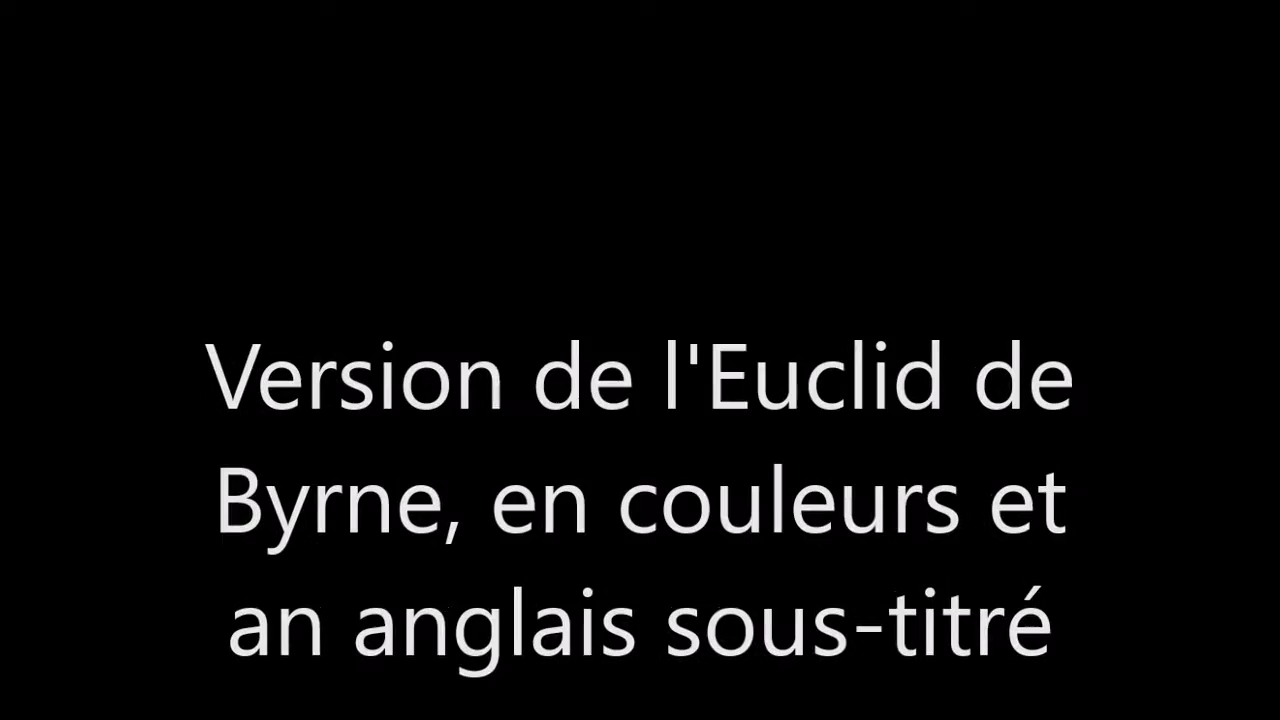 Version de l'Euclid de
Byrne, en couleurs et
an anglais sous-titré